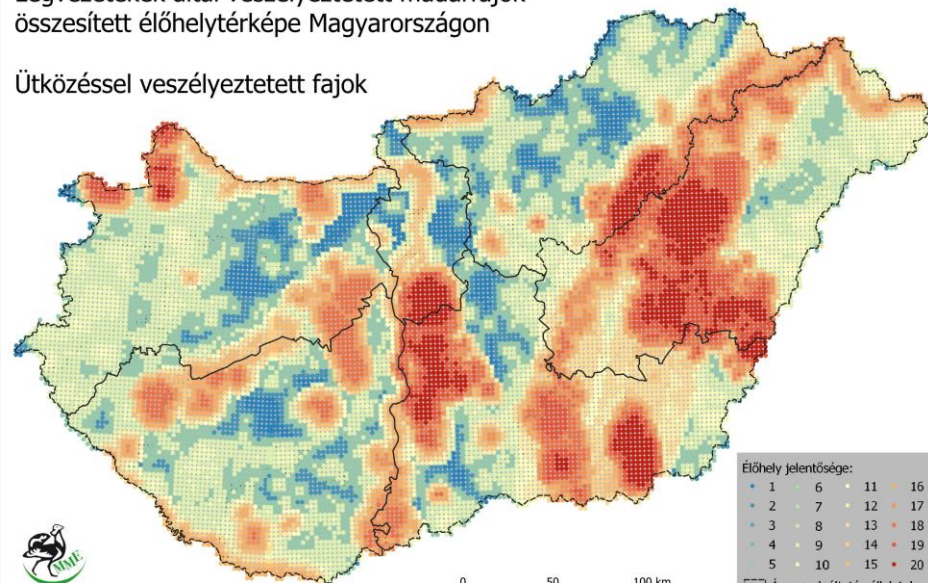 összesített élőhelytérképe Magyarországon
Ütközéssel veszélyeztetett fajok
Élőhely jelentősége:
1 6 11 16
2 7 12 17
3 8 13 18
4 9 14 19
5 10 15 20
0 50 100 km
MME